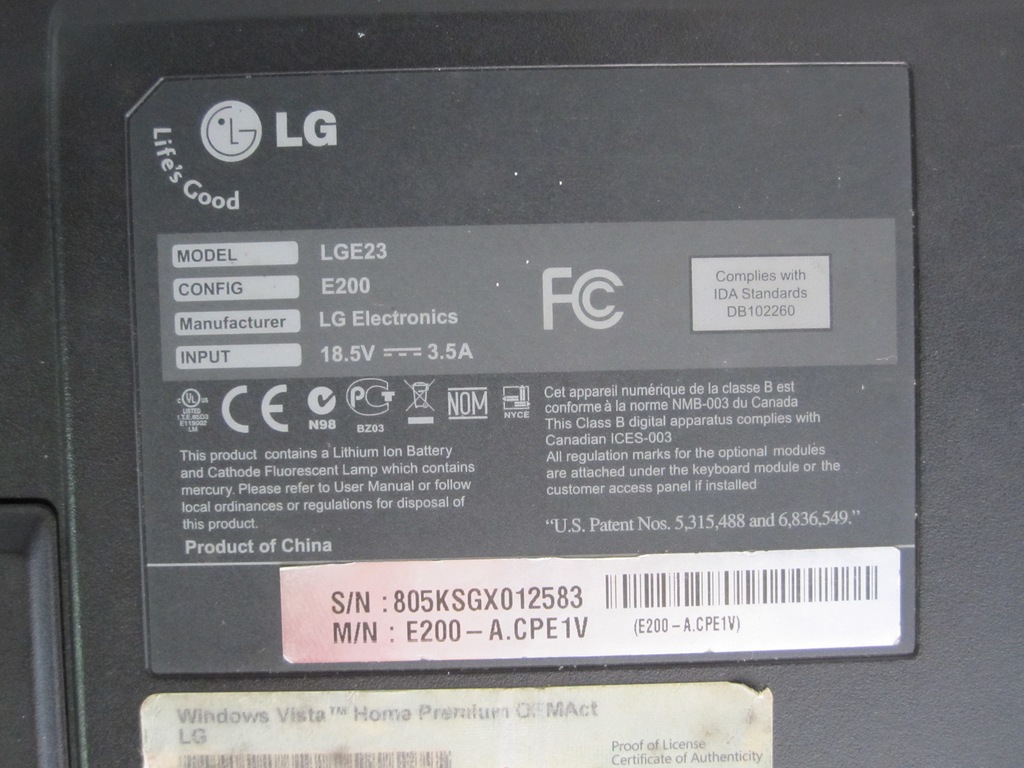 LG
Life's Good
MODEL LGE23
CONFIG E200
Manufacturer LG Electronics
INPUT 18.5V 3.5A
FC
Complies with
IDA Standards
DB102260
c UL us
LISTED
CE
N98
PCT
BZ03
NOM
NYCE
This product contains a Lithium Ion Battery
and Cathode Fluorescent Lamp which contains
mercury. Please refer to User Manual or follow
local ordinances or regulations for disposal of
this product.
Product of China
Cet appareil numérique de la classe B est
conforme à la norme NMB-003 du Canada
This Class B digital apparatus complies with
Canadian ICES-003
All regulation marks for the optional modules
are attached under the keyboard module or the
customer access panel if installed
“U.S. Patent Nos. 5,315,488 and 6,836,549.”
S/N : 805KSGX012583
M/N : E200-A.CPE1V
(E200-A.CPE1V)
Windows Vista™ Home Premium OEMAct
LG
Proof of License
Certificate of Authenticity